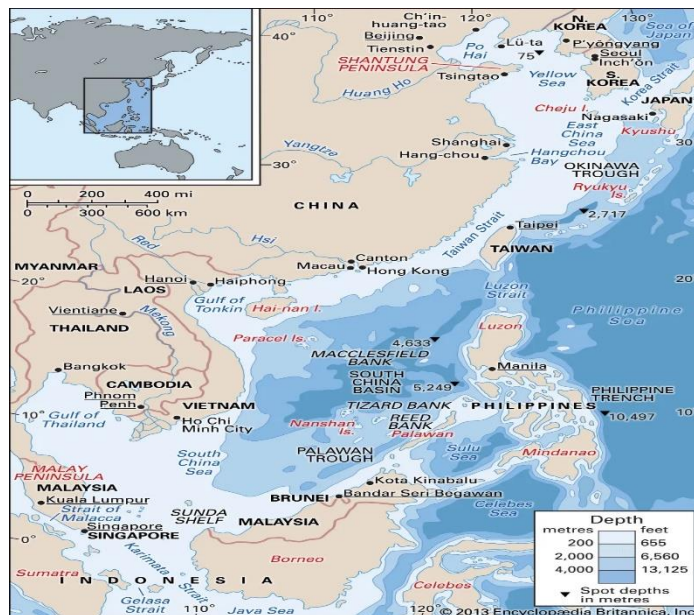 120°
130°
40°
Ch'in-
huang-tao
Beijing
Tienstin
Po
Hai
Lü-ta
75
N.
KOREA
P'yŏngyang
Seoul
Inch'ŏn
Sea of
Japan
SHANTUNG
PENINSULA
Tsingtao
Yellow
Sea
S.
KOREA
Korea Strait
Huang Ho
JAPAN
Cheju I.
Nagasaki
East
China
Sea
Kyushu
Shanghai
Hang-chou
Hangchou
Bay
Yangtze
30°
30°
OKINAWA
TROUGH
Ryukyu
Is.
0 200 400 mi
0 300 600 km
CHINA
2,717
Taiwan Strait
Taipei
TAIWAN
Red
Hsi
Canton
Macau
Hong Kong
MYANMAR
20°
Hanoi
Haiphong
LAOS
Luzon
Strait
20°
Gulf of
Tonkin
Hai-nan I.
Philippine
Sea
Vientiane
Mekong
THAILAND
Paracel Is.
4,633
Luzon
MACCLESFIELD
BANK
Bangkok
SOUTH
CHINA
BASIN
5,249
Manila
CAMBODIA
Phnom
Penh
VIETNAM
PHILIPPINE
TRENCH
10°
TIZARD BANK
PHILIPPINES
10,497
10°
Gulf of
Thailand
Ho Chi
Minh City
Nanshan
Is.
REED
BANK
Palawan
South
China
Sea
PALAWAN
TROUGH
Sulu
Sea
Mindanao
MALAY
PENINSULA
MALAYSIA
Kuala Lumpur
Strait of
Malacca
Kota Kinabalu
BRUNEI
Bandar Seri Begawan
SUNDA
SHELF
MALAYSIA
Celebes
Sea
Singapore
SINGAPORE
0°
Karimata Strait
Borneo
Sumatra
INDONESIA
Celebes
Gelasa
Strait
Java Sea
110°
120°
Depth
metres feet
200 655
2,000 6,560
4,000 13,125
Spot depths
in metres
© 2013 Encyclopædia Britannica, Inc.